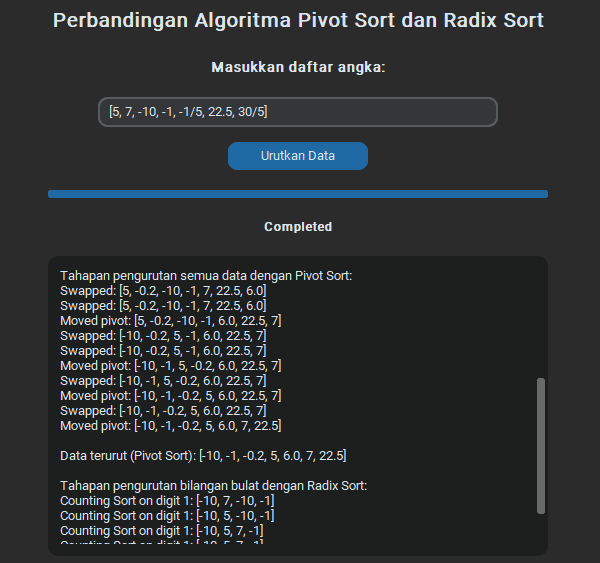 Perbandingan Algoritma Pivot Sort dan Radix Sort
Masukkan daftar angka:
[5, 7, -10, -1, -1/5, 22.5, 30/5]
Urutkan Data
Completed
Tahapan pengurutan semua data dengan Pivot Sort:
Swapped: [5, -0.2, -10, -1, 7, 22.5, 6.0]
Swapped: [5, -0.2, -10, -1, 7, 22.5, 6.0]
Moved pivot: [5, -0.2, -10, -1, 6.0, 22.5, 7]
Swapped: [-10, -0.2, 5, -1, 6.0, 22.5, 7]
Swapped: [-10, -0.2, 5, -1, 6.0, 22.5, 7]
Moved pivot: [-10, -1, 5, -0.2, 6.0, 22.5, 7]
Swapped: [-10, -1, 5, -0.2, 6.0, 22.5, 7]
Moved pivot: [-10, -1, -0.2, 5, 6.0, 22.5, 7]
Swapped: [-10, -1, -0.2, 5, 6.0, 22.5, 7]
Moved pivot: [-10, -1, -0.2, 5, 6.0, 7, 22.5]
Data terurut (Pivot Sort): [-10, -1, -0.2, 5, 6.0, 7, 22.5]
Tahapan pengurutan bilangan bulat dengan Radix Sort:
Counting Sort on digit 1: [-10, 7, -10, -1]
Counting Sort on digit 1: [-10, 5, -10, -1]
Counting Sort on digit 1: [-10, 5, 7, -1]
Counting Sort on digit 1: [-10, 5, 7, -1]